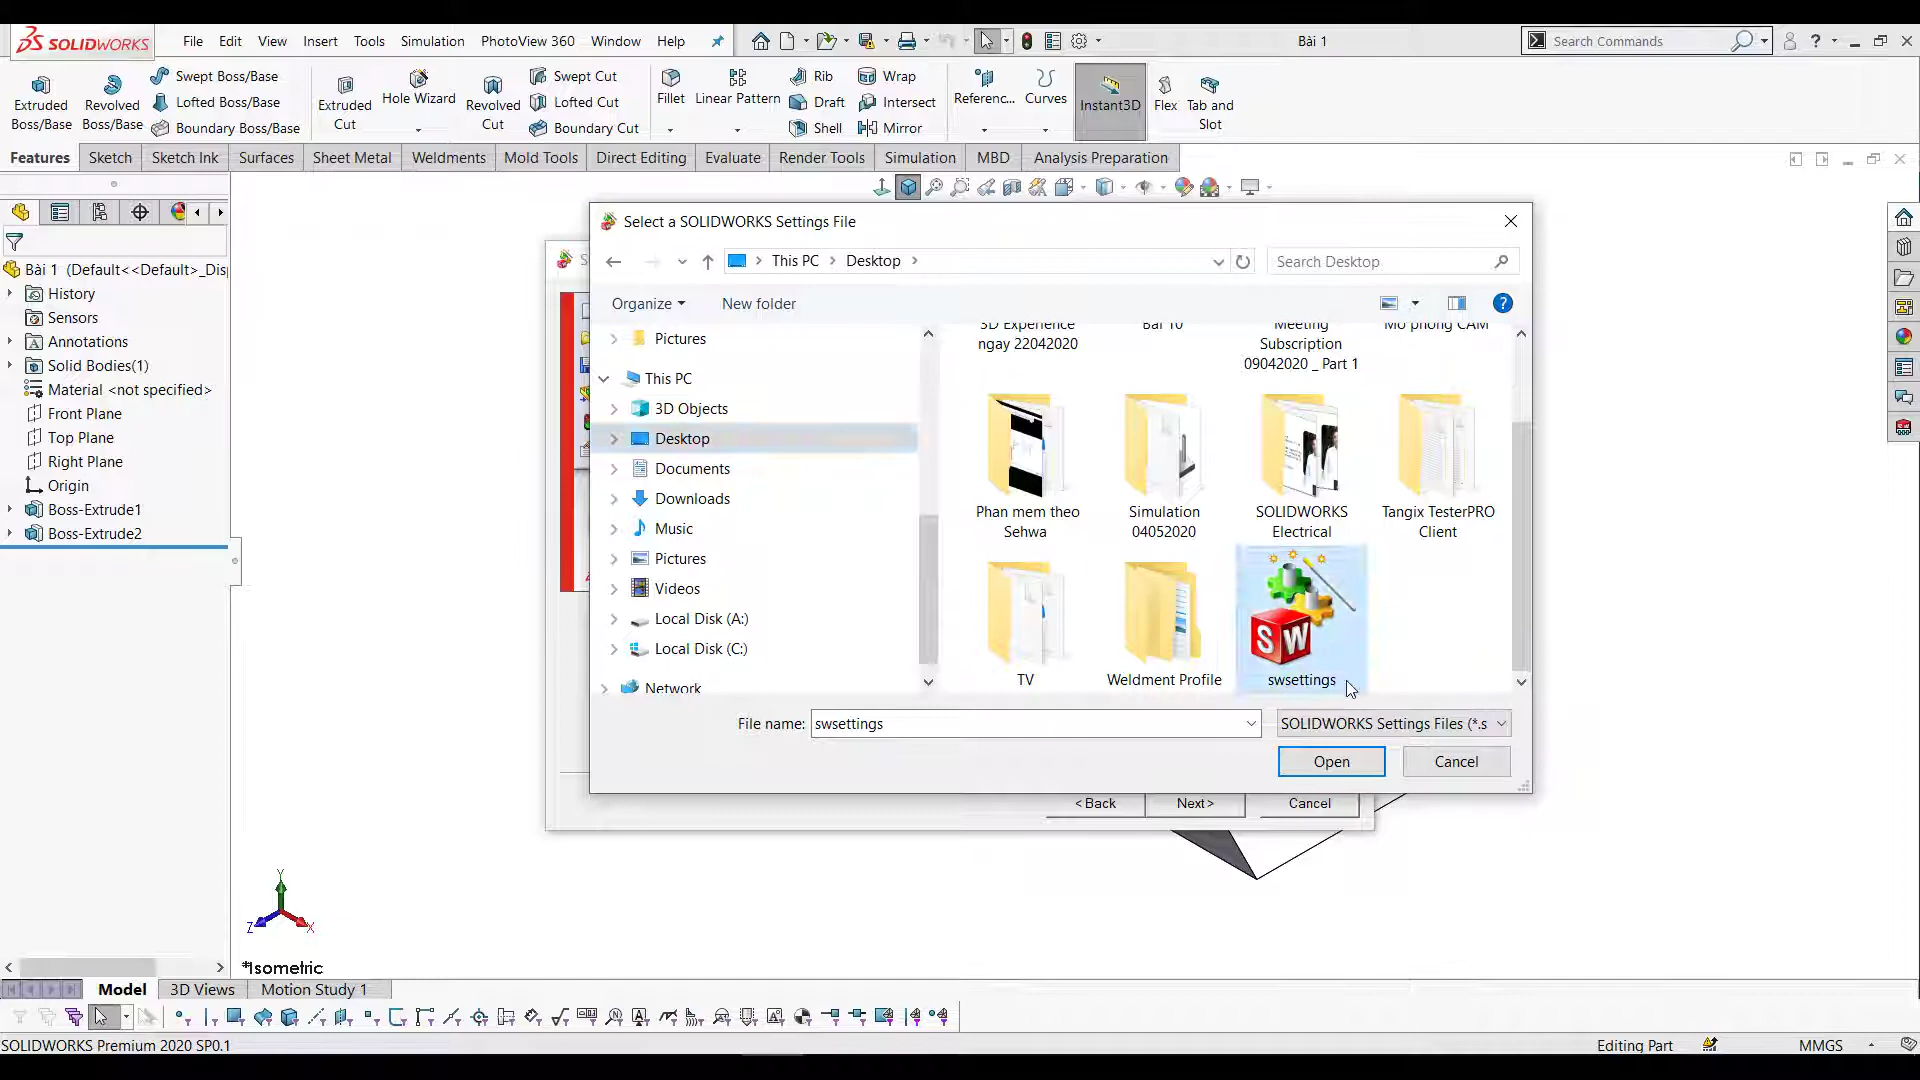 SOLIDWORKS
File Edit View Insert Tools Simulation PhotoView 360 Window Help
Bài 1
Search Commands
Extruded Boss/Base
Revolved Boss/Base
Swept Boss/Base
Lofted Boss/Base
Boundary Boss/Base
Extruded Cut
Hole Wizard
Revolved Cut
Swept Cut
Lofted Cut
Boundary Cut
Fillet
Linear Pattern
Rib
Draft
Shell
Wrap
Intersect
Mirror
Referenc...
Curves
Instant3D
Flex
Tab and Slot
Features Sketch Sketch Ink Surfaces Sheet Metal Weldments Mold Tools Direct Editing Evaluate Render Tools Simulation MBD Analysis Preparation
Bài 1 (Default<<Default>_Dis
History
Sensors
Annotations
Solid Bodies(1)
Material <not specified>
Front Plane
Top Plane
Right Plane
Origin
Boss-Extrude1
Boss-Extrude2
Select a SOLIDWORKS Settings File
This PC > Desktop >
Search Desktop
Organize
New folder
Pictures
This PC
3D Objects
Desktop
Documents
Downloads
Music
Pictures
Videos
Local Disk (A:)
Local Disk (C:)
Network
3D Experience
ngay 22042020
Bai 10
Meeting
Subscription
09042020 _ Part 1
Mo phong CAM
Phan mem theo
Sehwa
Simulation
04052020
SOLIDWORKS
Electrical
Tangix TesterPRO
Client
TV
Weldment Profile
SW
swsettings
File name: swsettings
SOLIDWORKS Settings Files (*.s
Open
Cancel
< Back
Next >
Cancel
Y
Z
X
*Isometric
Model 3D Views Motion Study 1
SOLIDWORKS Premium 2020 SP0.1
Editing Part
MMGS